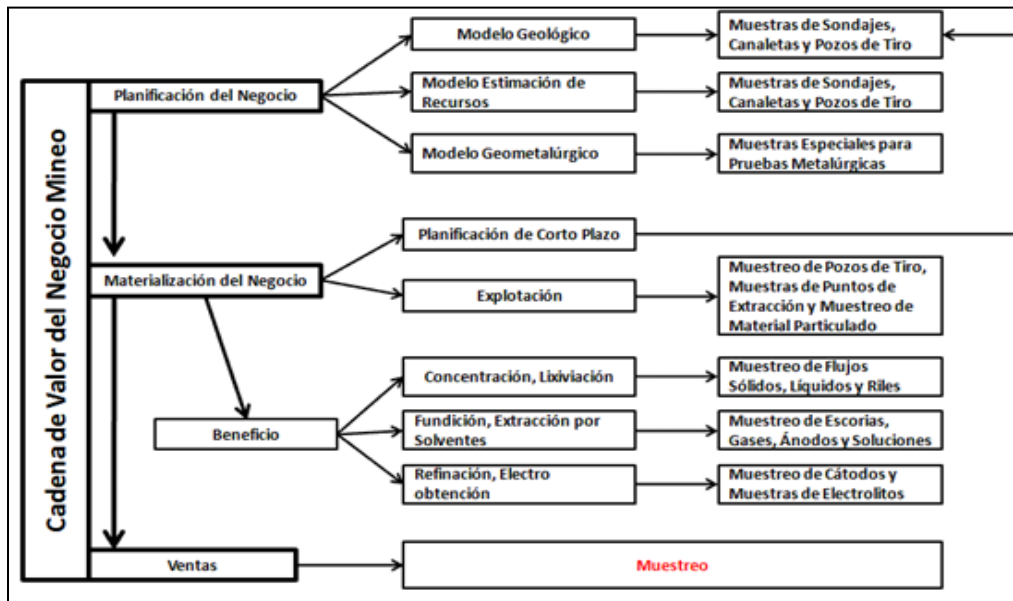 Cadena de Valor del Negocio Mineo
Planificación del Negocio
Modelo Geológico
Muestras de Sondajes,
Canaletas y Pozos de Tiro
Modelo Estimación de
Recursos
Muestras de Sondajes,
Canaletas y Pozos de Tiro
Modelo Geometalúrgico
Muestras Especiales para
Pruebas Metalúrgicas
Materialización del Negocio
Planificación de Corto Plazo
Explotación
Muestreo de Pozos de Tiro,
Muestras de Puntos de
Extracción y Muestreo de
Material Particulado
Beneficio
Concentración, Lixiviación
Muestreo de Flujos
Sólidos, Líquidos y Riles
Fundición, Extracción por
Solventes
Muestreo de Escorias,
Gases, Ánodos y Soluciones
Refinación, Electro
obtención
Muestreo de Cátodos y
Muestras de Electrolitos
Ventas
Muestreo